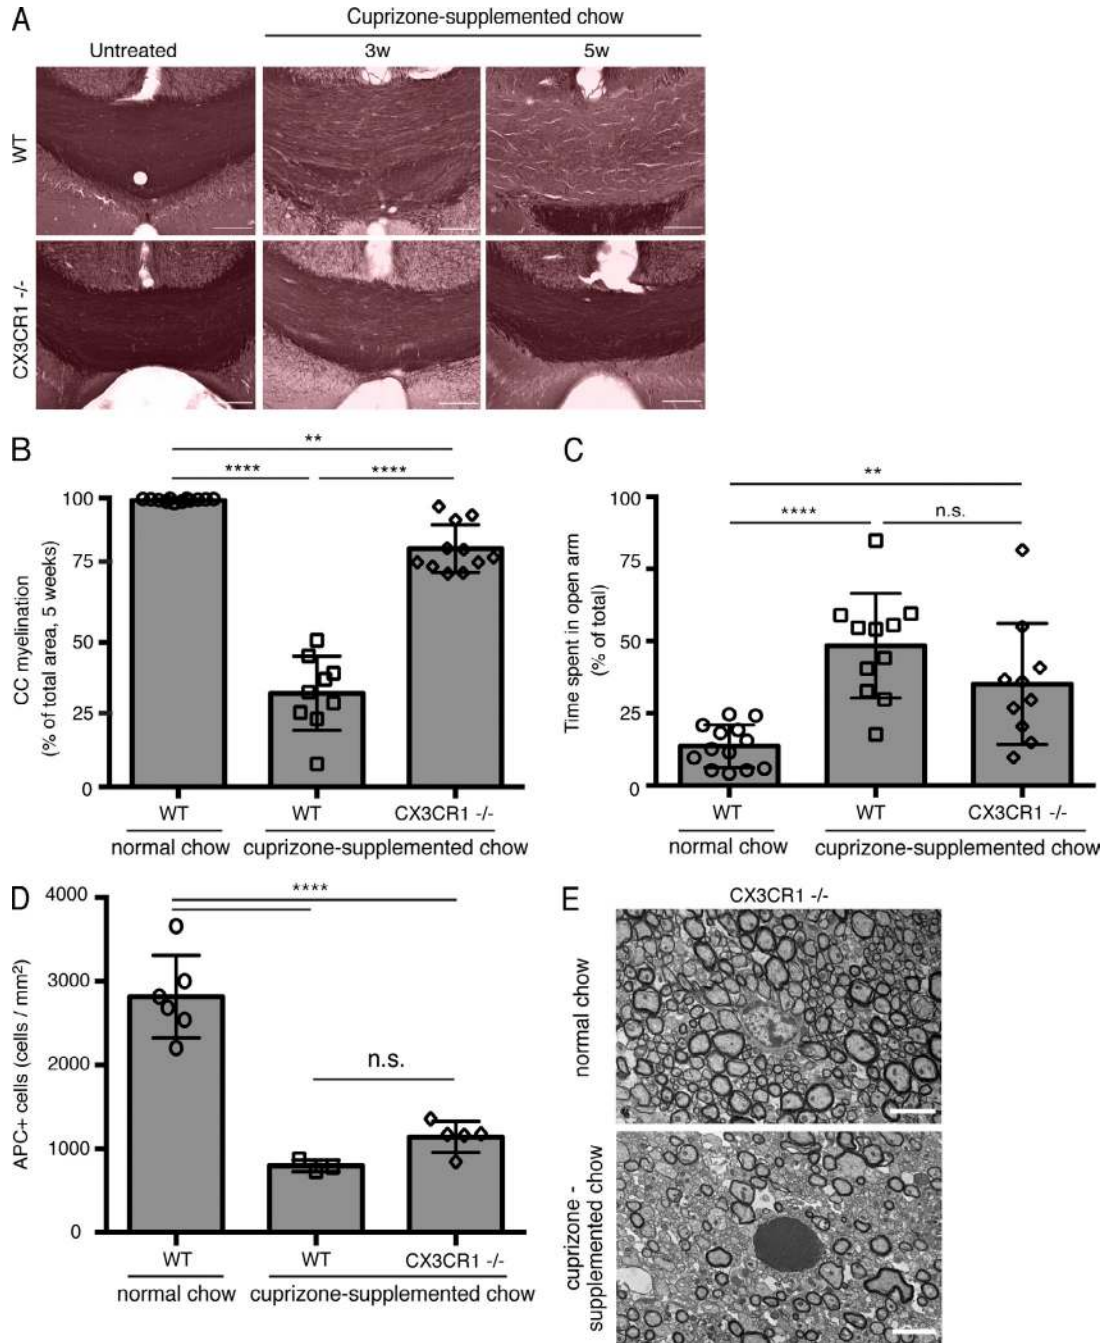 A
Cuprizone-supplemented chow
Untreated
3w
5w
WT
CX3CR1 -/-
B
**
****
****
100
75
50
25
0
CC myelination
(% of total area, 5 weeks)
WT
WT
CX3CR1 -/-
normal chow
cuprizone-supplemented chow
C
**
****
n.s.
100
75
50
25
0
Time spent in open arm
(% of total)
WT
WT
CX3CR1 -/-
normal chow
cuprizone-supplemented chow
D
****
n.s.
4000
3000
2000
1000
0
APC+ cells (cells / mm²)
WT
WT
CX3CR1 -/-
normal chow
cuprizone-supplemented chow
E
CX3CR1 -/-
normal chow
cuprizone -
supplemented chow